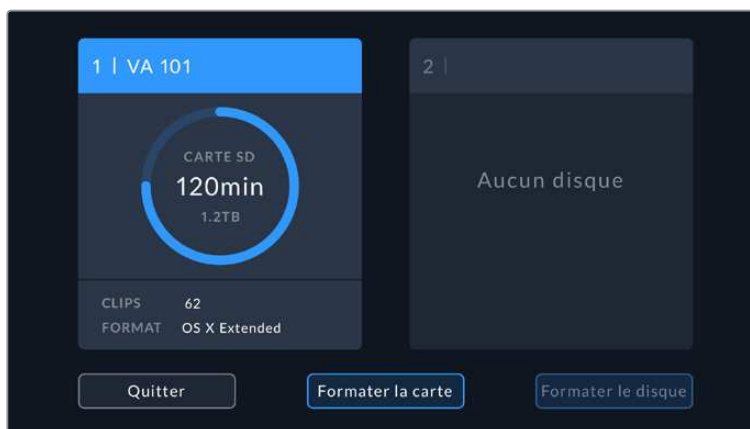 1 | VA 101
CARTE SD
120min
1.2TB
CLIPS 62
FORMAT OS X Extended
2 |
Aucun disque
Quitter
Formater la carte
Formater le disque